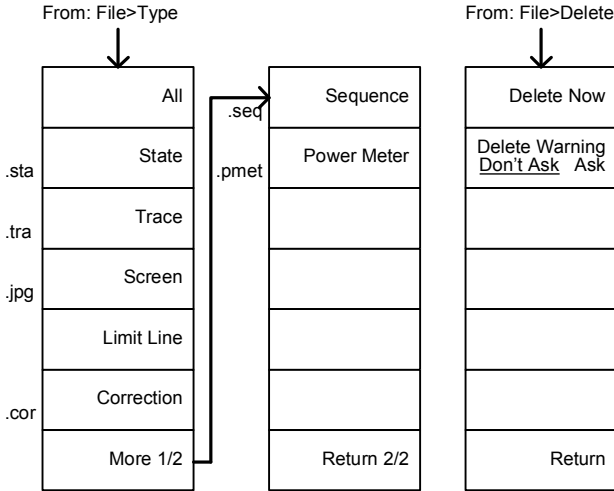 From: File>Type
All
.sta
State
.tra
Trace
.jpg
Screen
Limit Line
.cor
Correction
More 1/2
.seq
Sequence
.pmet
Power Meter
Return 2/2
From: File>Delete
Delete Now
Delete Warning
Don't Ask Ask
Return